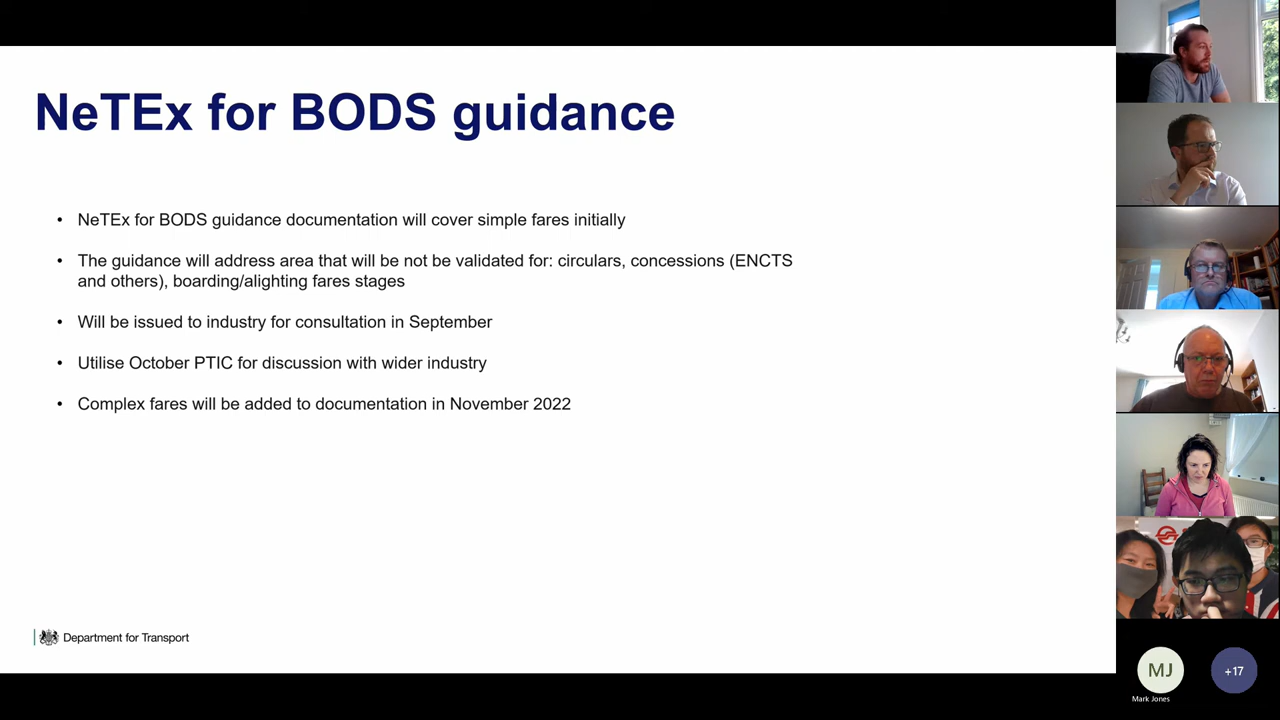 NeTEx for BODS guidance
• NeTEx for BODS guidance documentation will cover simple fares initially
• The guidance will address area that will be not be validated for: circulars, concessions (ENCTS
and others), boarding/alighting fares stages
• Will be issued to industry for consultation in September
• Utilise October PTIC for discussion with wider industry
• Complex fares will be added to documentation in November 2022
Department for Transport
MJ
+17
Mark Jones